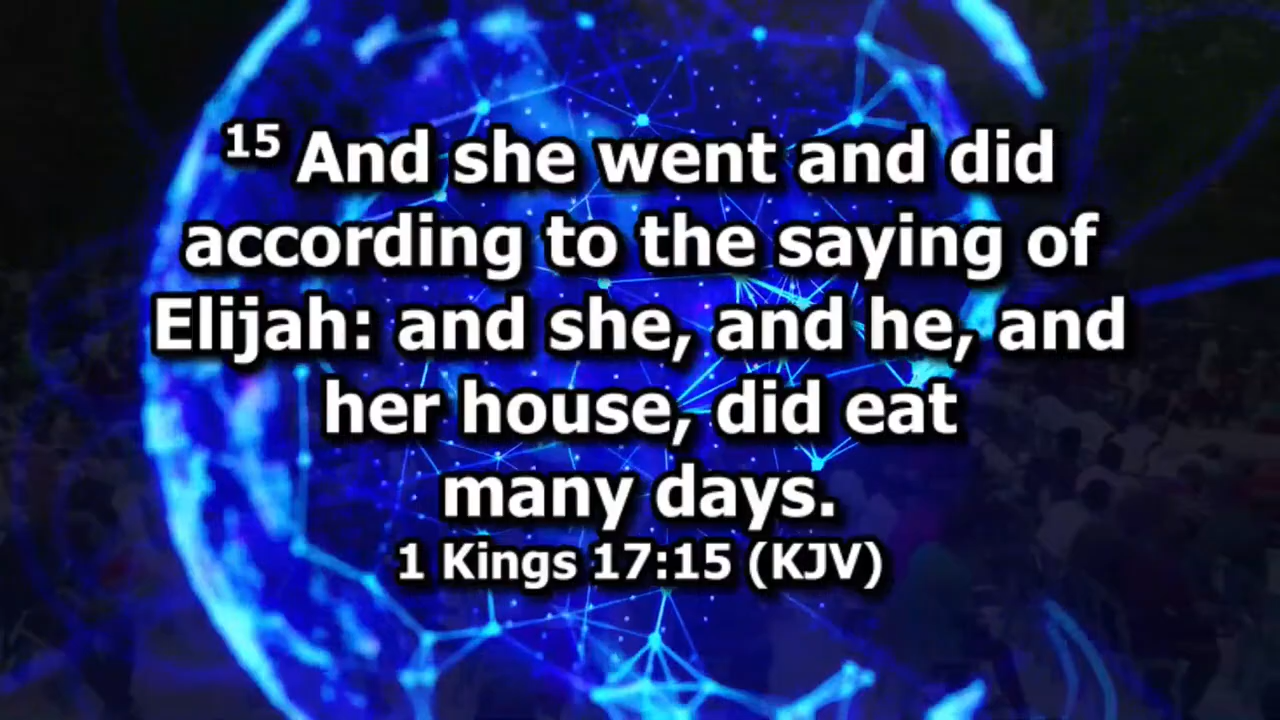 15 And she went and did
according to the saying of
Elijah: and she, and he, and
her house, did eat
many days.
1 Kings 17:15 (KJV)